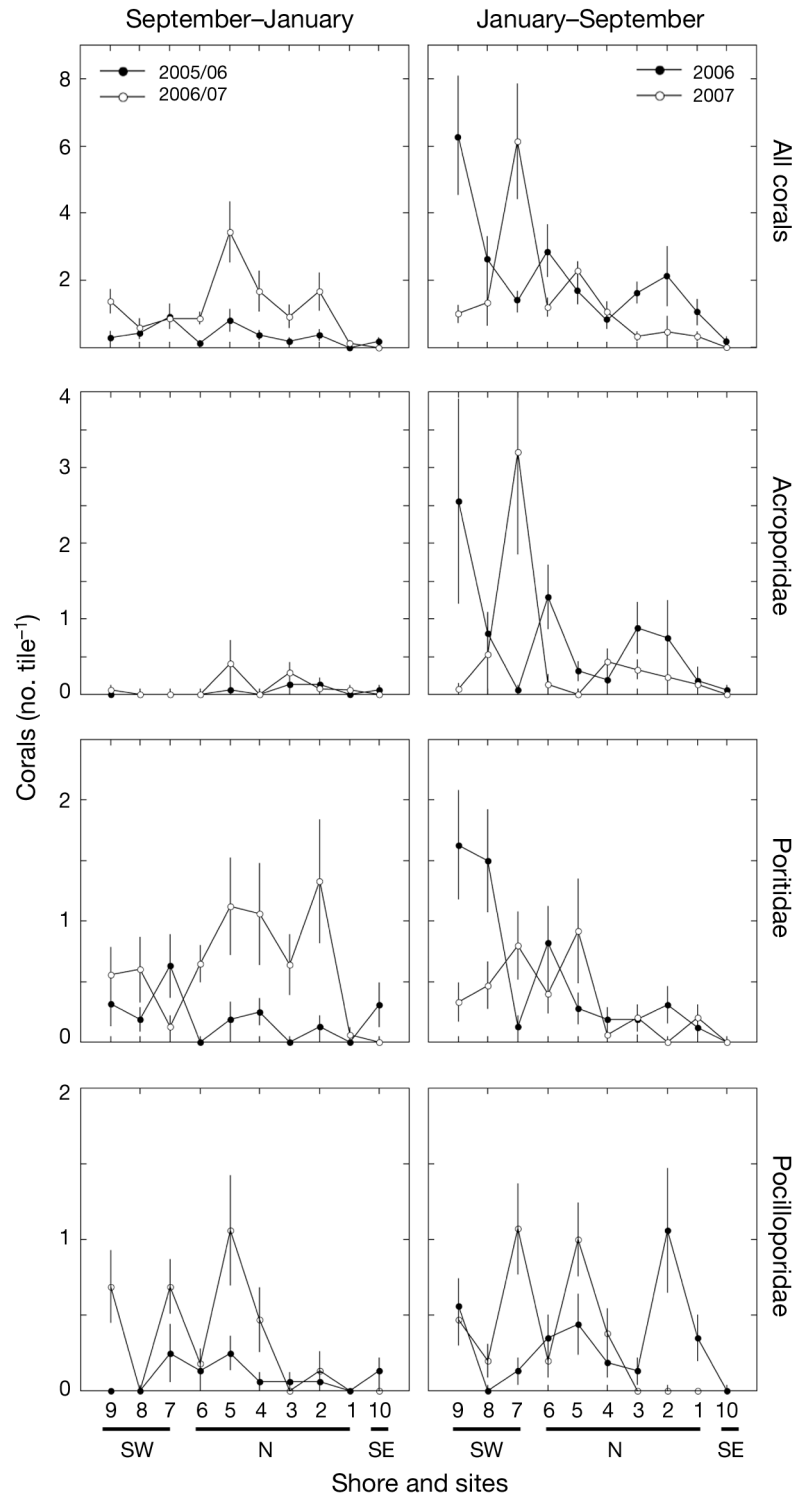 September–January
January–September
2005/06
2006/07
2006
2007
8
6
4
2
All corals
4
3
2
1
0
Acroporidae
Corals (no. tile⁻¹)
2
1
0
Poritidae
2
1
0
Pocilloporidae
9 8 7 6 5 4 3 2 1 10
9 8 7 6 5 4 3 2 1 10
SW N SE
SW N SE
Shore and sites